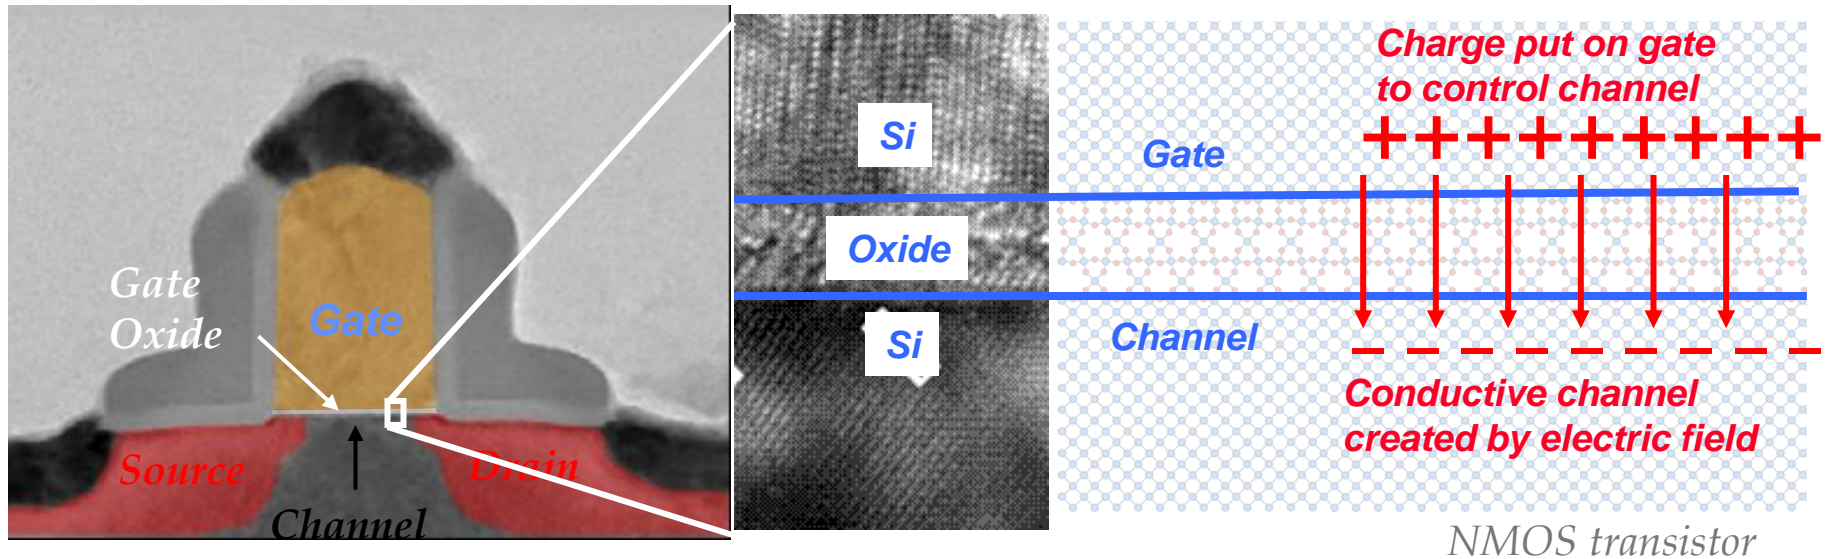 Gate
Oxide
Gate
Source
Drain
Channel
Si
Oxide
Si
Gate
Channel
Charge put on gate
to control channel
+ + + + + + + + +
− − − − − − − − −
Conductive channel
created by electric field
NMOS transistor